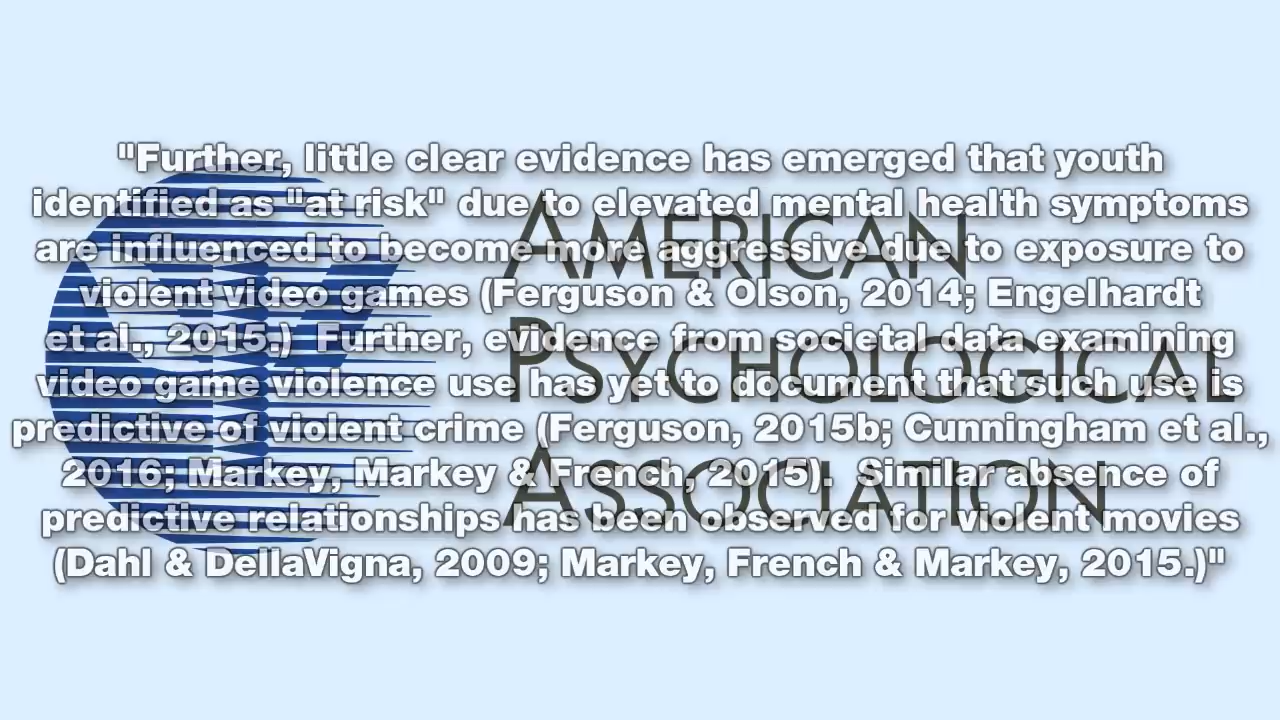 "Further, little clear evidence has emerged that youth
identified as "at risk" due to elevated mental health symptoms
are influenced to become more aggressive due to exposure to
violent video games (Ferguson & Olson, 2014; Engelhardt
et al., 2015.)  Further, evidence from societal data examining
video game violence use has yet to document that such use is
predictive of violent crime (Ferguson, 2015b; Cunningham et al.,
2016; Markey, Markey & French, 2015).  Similar absence of
predictive relationships has been observed for violent movies
(Dahl & DellaVigna, 2009; Markey, French & Markey, 2015.)"
AMERICAN
PSYCHOLOGICAL
ASSOCIATION